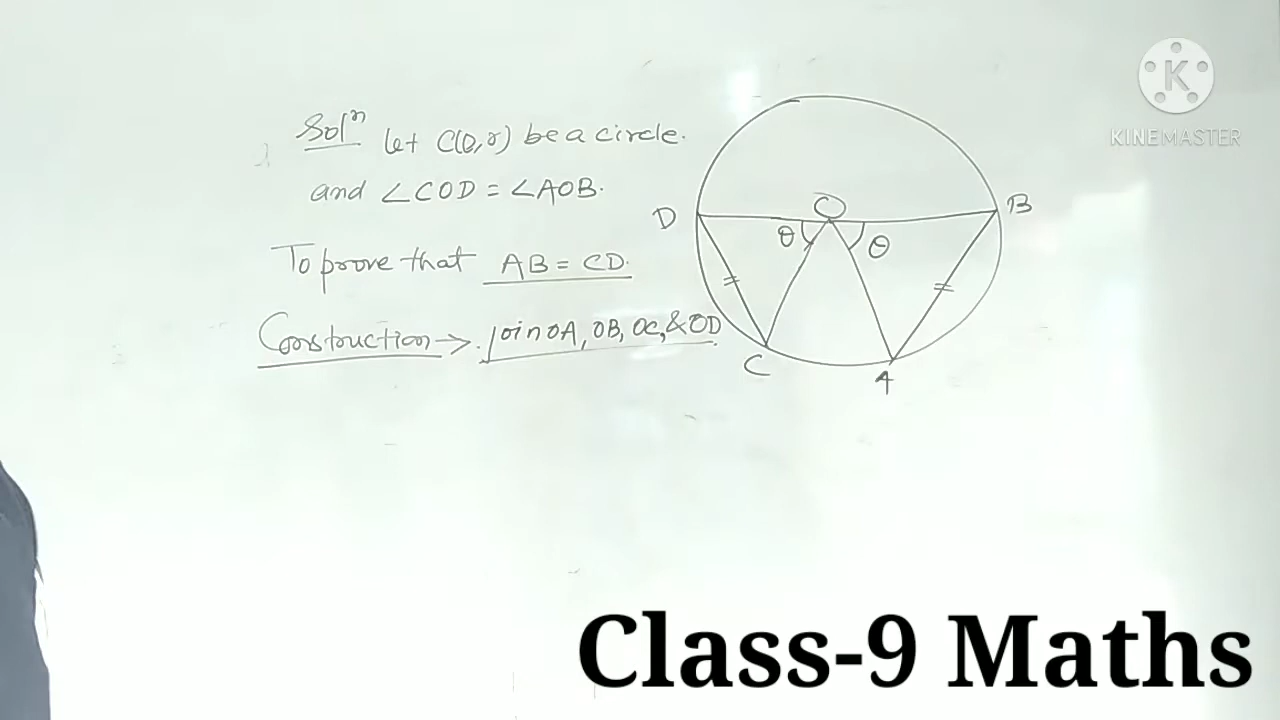 Solⁿ let C(O,r) be a circle.
and ∠COD = ∠AOB.
To prove that AB = CD.
Construction → . Join OA, OB, OC, & OD
D
O
B
θ
θ
C
A
K
KINEMASTER
Class-9 Maths